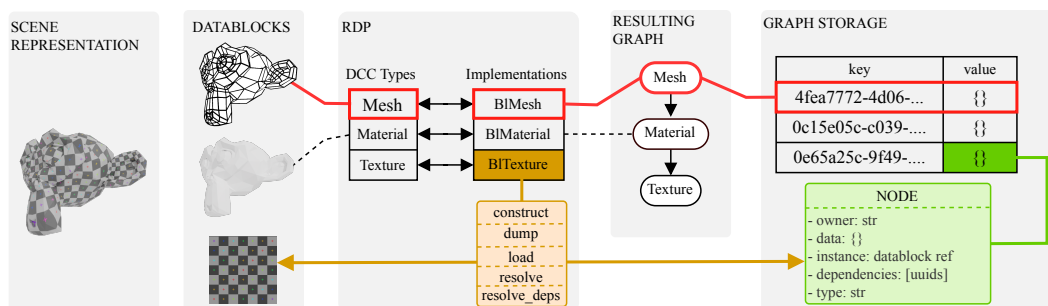 SCENE
REPRESENTATION
DATABLOCKS
RDP
DCC Types
Implementations
Mesh
BlMesh
Material
BlMaterial
Texture
BlTexture
construct
dump
load
resolve
resolve_deps
RESULTING
GRAPH
Mesh
Material
Texture
GRAPH STORAGE
key
value
4fea7772-4d06-...
{}
0c15e05c-c039-....
{}
0e65a25c-9f49-....
{}
NODE
- owner: str
- data: {}
- instance: datablock ref
- dependencies: [uuids]
- type: str